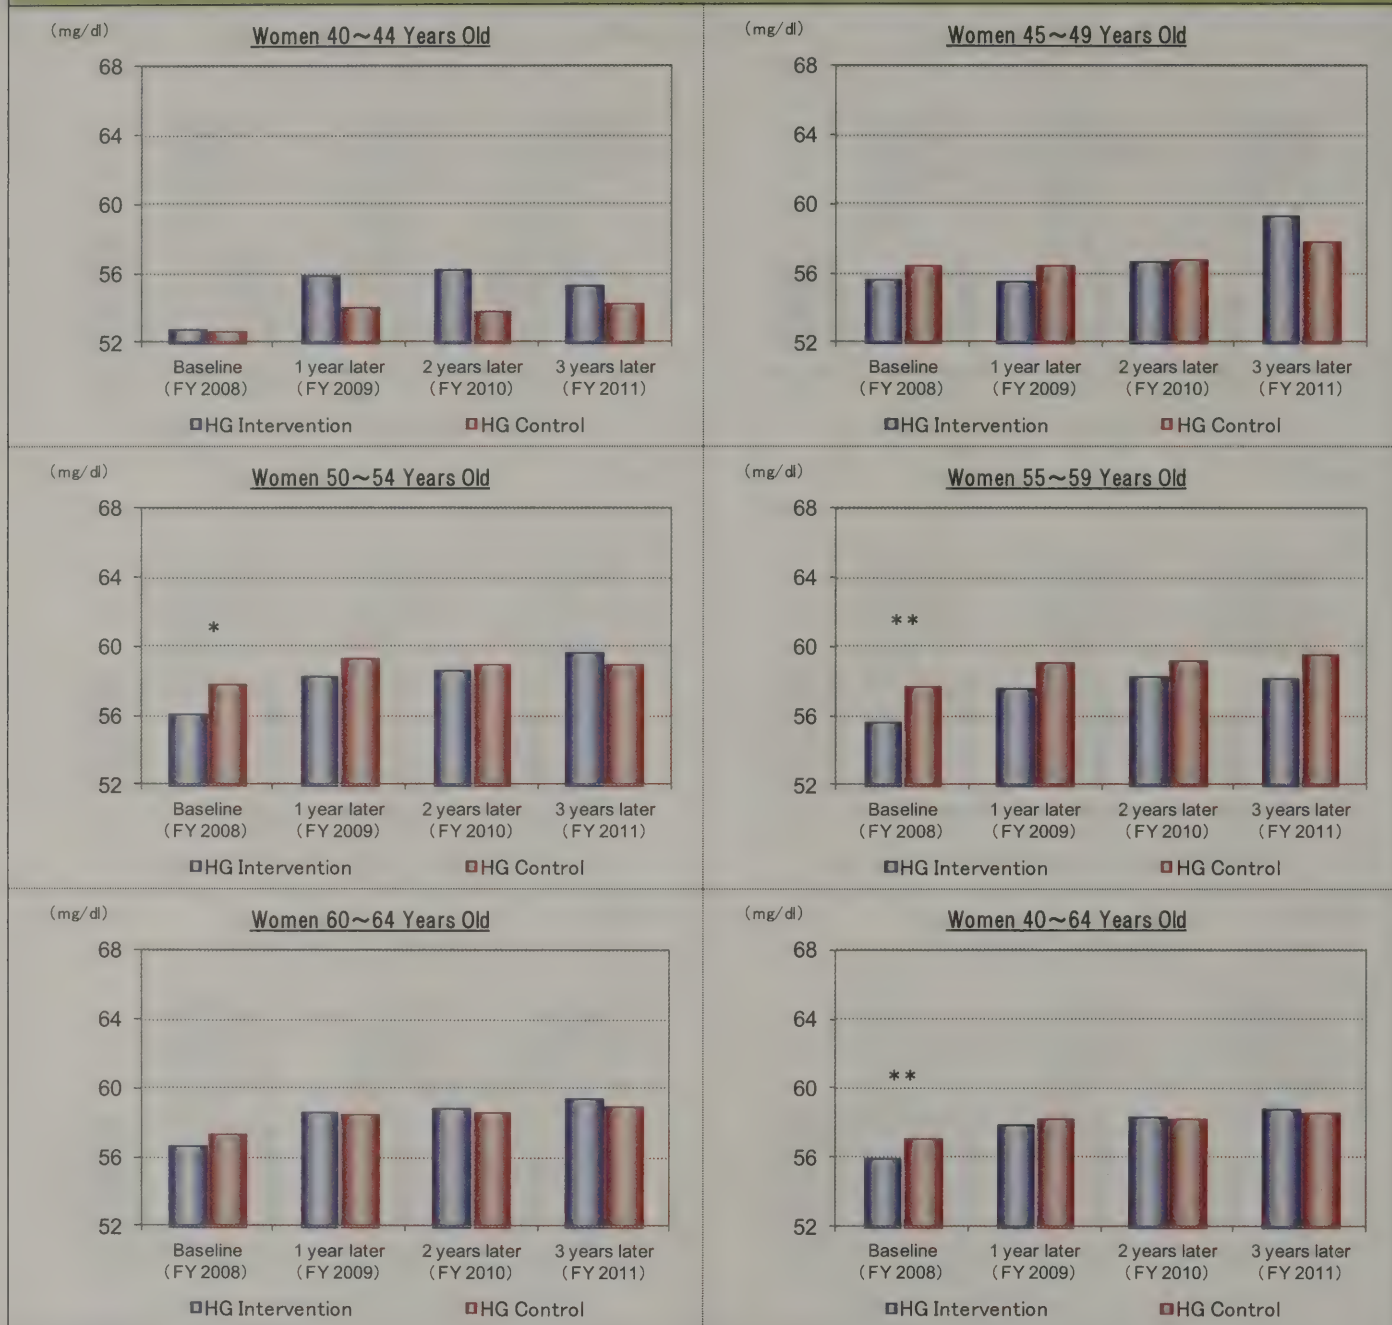 (mg/dl)
Women 40～44 Years Old
68
64
60
56
52
Baseline 1 year later 2 years later 3 years later
(FY 2008) (FY 2009) (FY 2010) (FY 2011)
HG Intervention HG Control
(mg/dl)
Women 45～49 Years Old
68
64
60
56
52
Baseline 1 year later 2 years later 3 years later
(FY 2008) (FY 2009) (FY 2010) (FY 2011)
HG Intervention HG Control
(mg/dl)
Women 50～54 Years Old
68
64
*
60
56
52
Baseline 1 year later 2 years later 3 years later
(FY 2008) (FY 2009) (FY 2010) (FY 2011)
HG Intervention HG Control
(mg/dl)
Women 55～59 Years Old
68
64
**
60
56
52
Baseline 1 year later 2 years later 3 years later
(FY 2008) (FY 2009) (FY 2010) (FY 2011)
HG Intervention HG Control
(mg/dl)
Women 60～64 Years Old
68
64
60
56
52
Baseline 1 year later 2 years later 3 years later
(FY 2008) (FY 2009) (FY 2010) (FY 2011)
HG Intervention HG Control
(mg/dl)
Women 40～64 Years Old
68
64
**
60
56
52
Baseline 1 year later 2 years later 3 years later
(FY 2008) (FY 2009) (FY 2010) (FY 2011)
HG Intervention HG Control